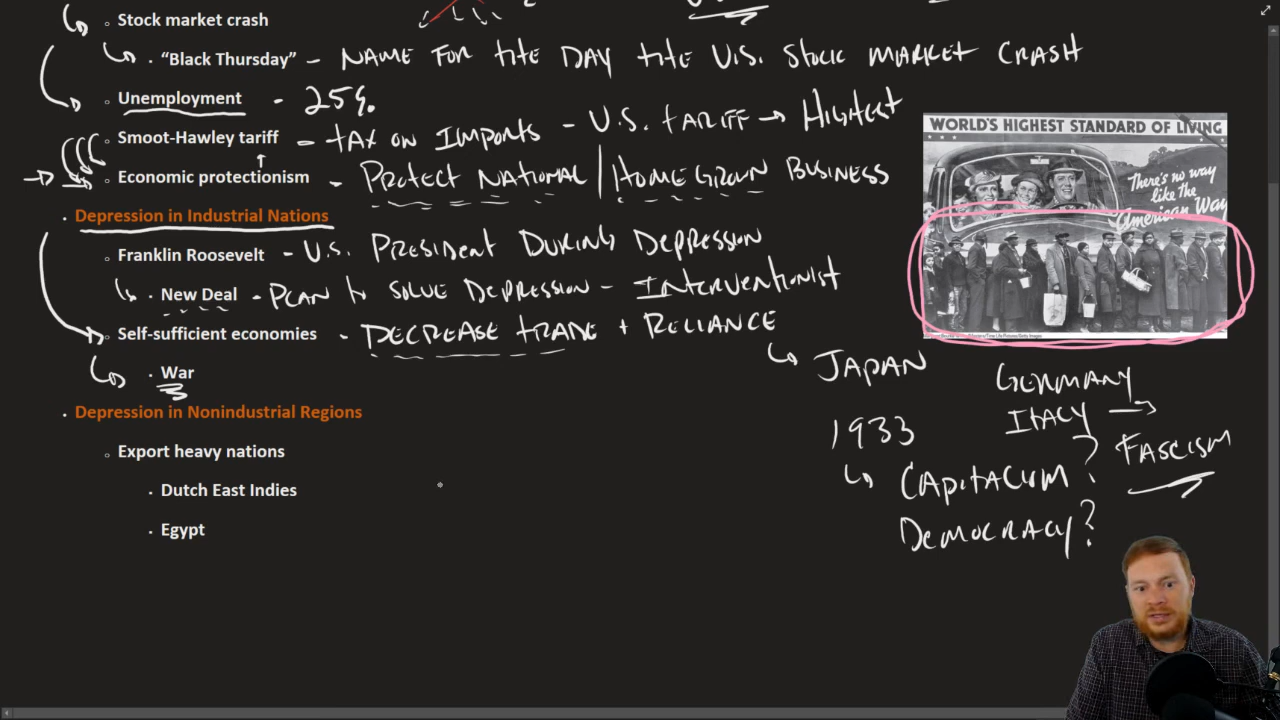 Stock market crash
"Black Thursday" - NAME FOR THE DAY THE U.S. STOCK MARKET CRASH
Unemployment - 25%
Smoot-Hawley tariff - TAX ON IMPORTS - U.S. TARIFF → HIGHEST
Economic protectionism - PROTECT NATIONAL / HOME GROWN BUSINESS
Depression in Industrial Nations
Franklin Roosevelt - U.S. PRESIDENT DURING DEPRESSION
New Deal - PLAN to SOLVE DEPRESSION - INTERVENTIONIST
Self-sufficient economies - DECREASE TRADE + RELIANCE
War
Depression in Nonindustrial Regions
Export heavy nations
Dutch East Indies
Egypt
WORLD'S HIGHEST STANDARD OF LIVING
There's no way
like the
American Way
JAPAN
GERMANY
ITALY →
FASCISM
1933
CAPITALISM?
DEMOCRACY?